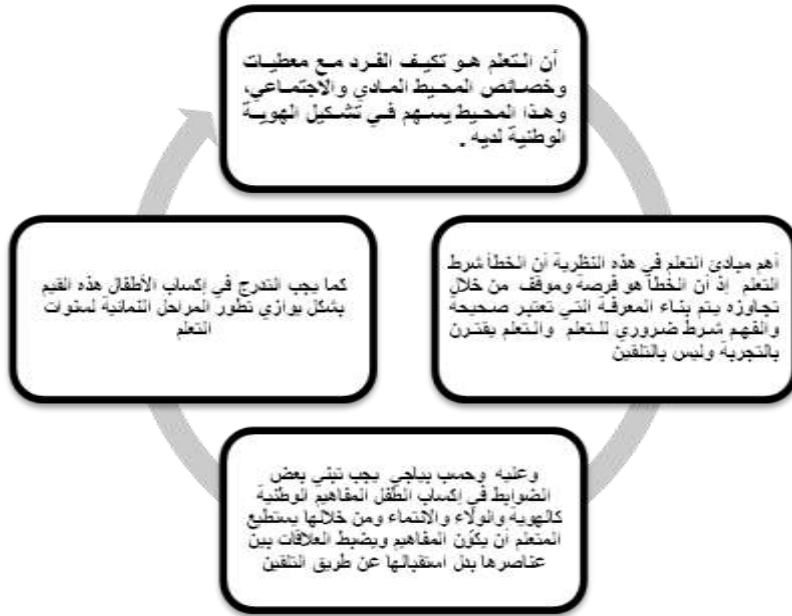 أن التعلم هو تكيف الفرد مع معطيات
وخصائص المحيط المادي والاجتماعي،
وهذا المحيط يسهم في تشكيل الهوية
الوطنية لديه .
أهم مبادئ التعلم في هذه النظرية أن الخطأ شرط
التعلم إذ أن الخطأ هو فرصة وموقف من خلال
تجاوزه يتم بناء المعرفة التي تعتبر صحيحة
والفهم شرط ضروري للتعلم والتعلم يقترن
بالتجربة وليس بالتلقين
وعليه وحسب بياجي يجب تبني بعض
الضوابط في إكساب الطفل المفاهيم الوطنية
كالهوية والولاء والانتماء ومن خلالها يستطيع
المتعلم أن يكوّن المفاهيم ويضبط العلاقات بين
عناصرها بدل استقبالها عن طريق التلقين
كما يجب التدرج في إكساب الأطفال هذه القيم
بشكل يوازي تطور المراحل النمائية لسنوات
التعلم